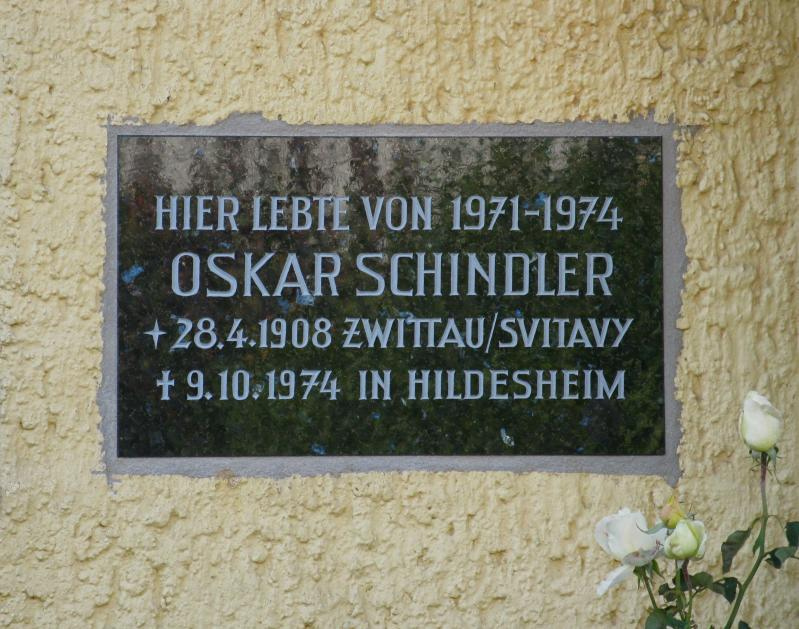 HIER LEBTE VON 1971-1974
OSKAR SCHINDLER
✦ 28.4.1908 ZWITTAU/SVITAVY
✝ 9.10.1974 IN HILDESHEIM